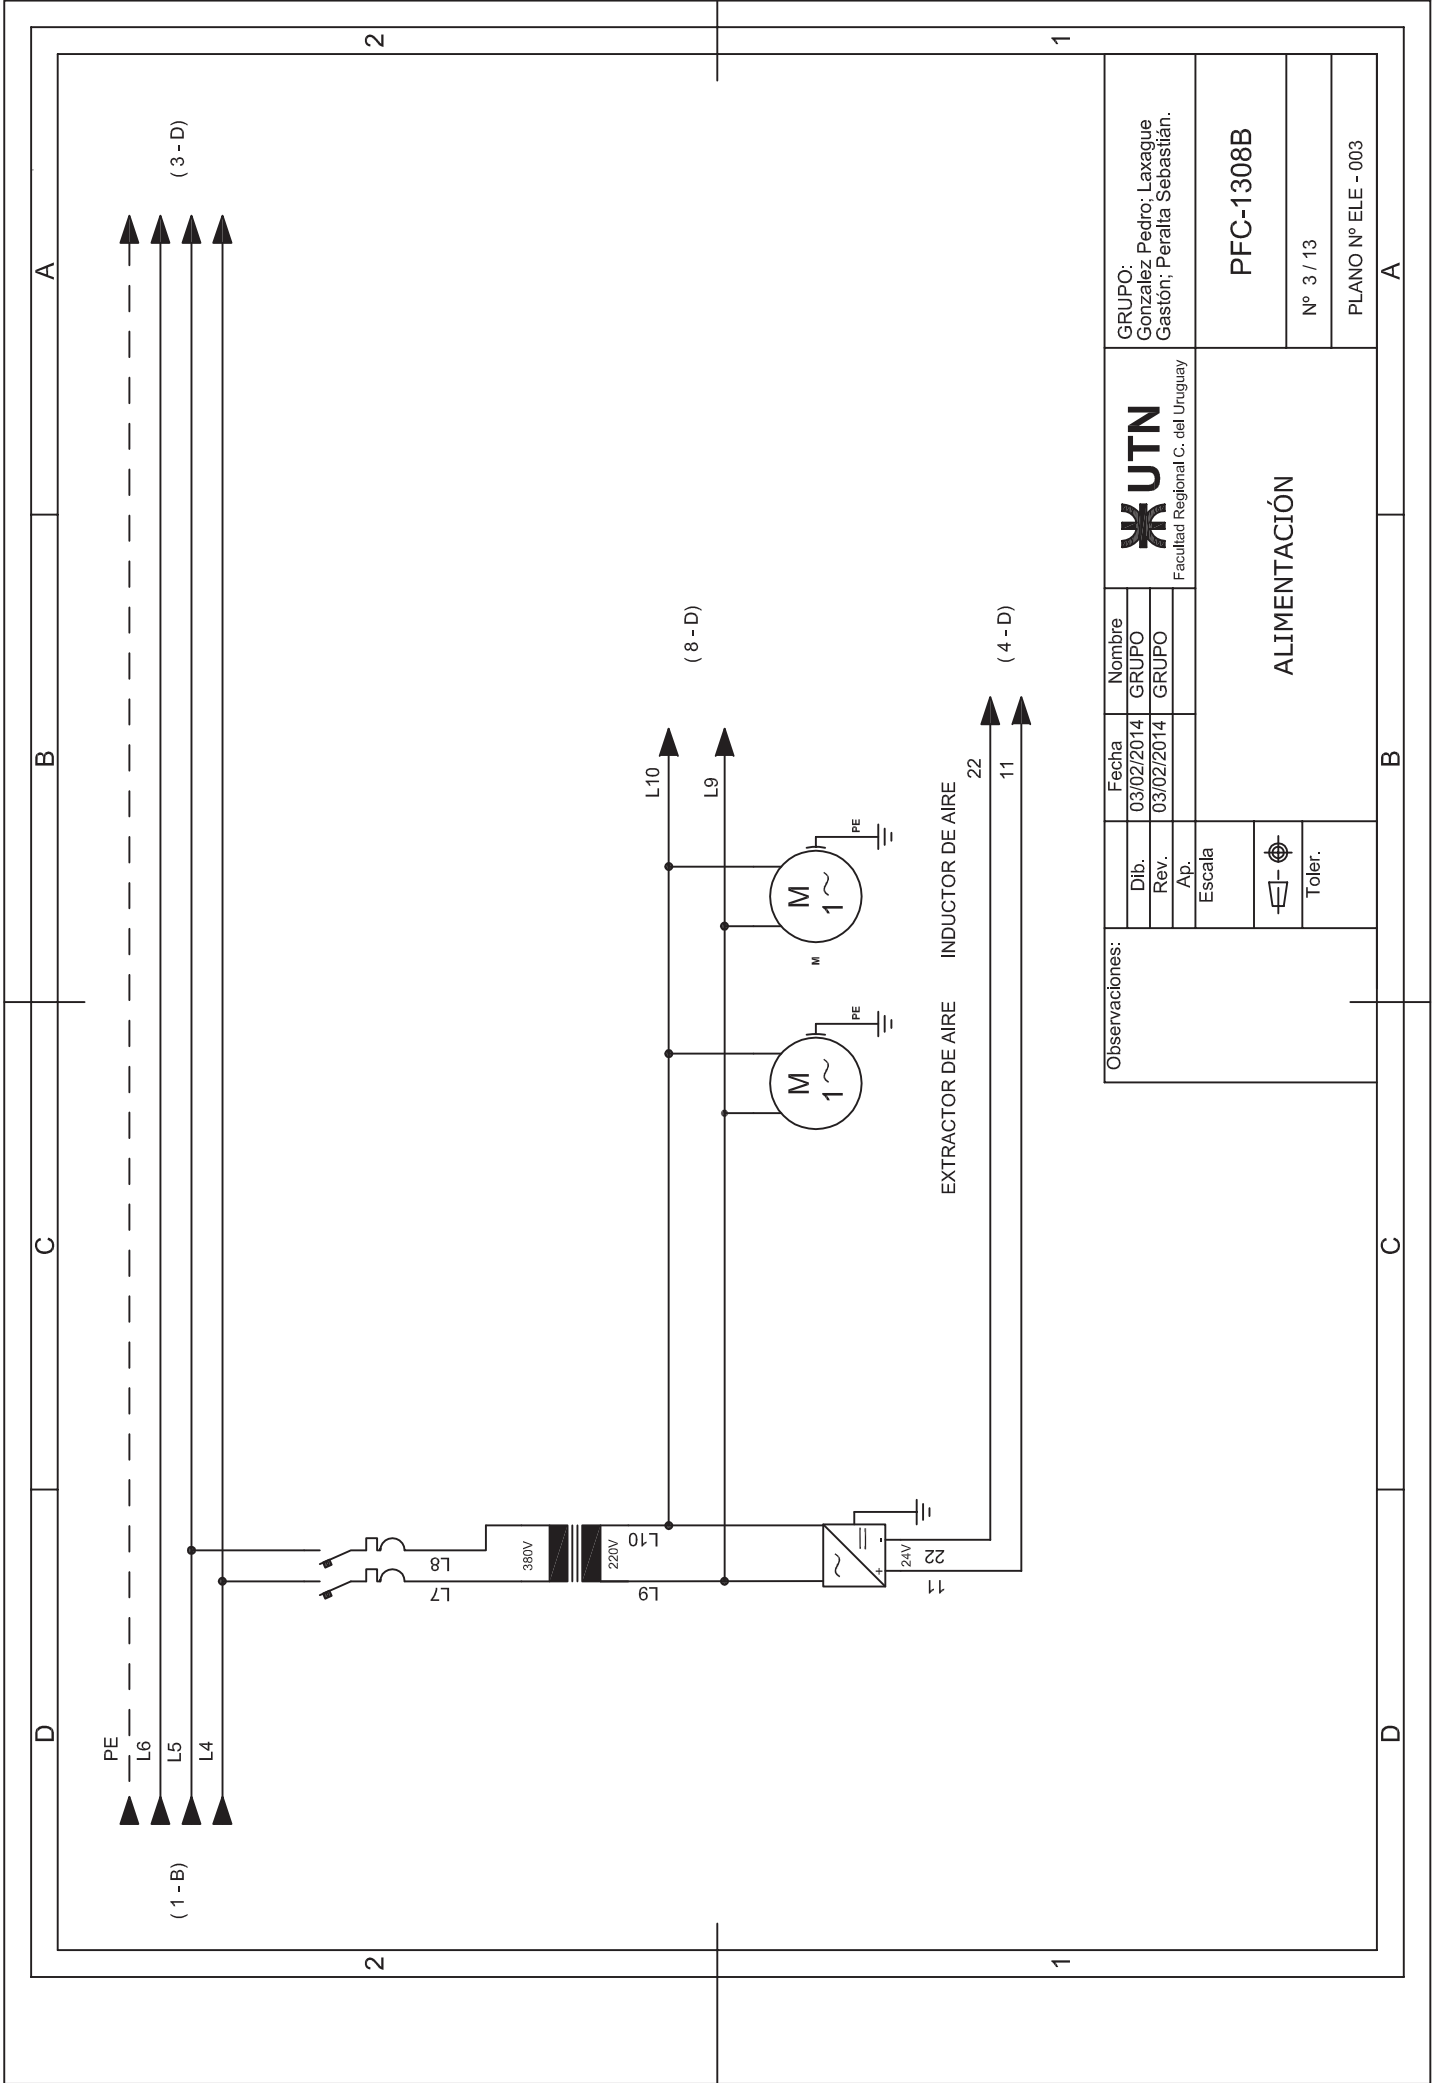 D
C
B
A
2
2
1
1
( 1 - B)
PE
L6
L5
L4
( 3 - D)
L7
L8
380V
220V
L9
L10
24V
~
+
-
11
22
L10
L9
( 8 - D)
M
1~
PE
M
M
1~
PE
EXTRACTOR DE AIRE
INDUCTOR DE AIRE
22
11
( 4 - D)
Observaciones:
Fecha
Nombre
Dib.
03/02/2014
GRUPO
Rev.
03/02/2014
GRUPO
Ap.
Escala
Toler.
UTN
Facultad Regional C. del Uruguay
GRUPO:
Gonzalez Pedro; Laxague
Gastón; Peralta Sebastián.
ALIMENTACIÓN
PFC-1308B
Nº 3 / 13
PLANO Nº ELE - 003
D
C
B
A